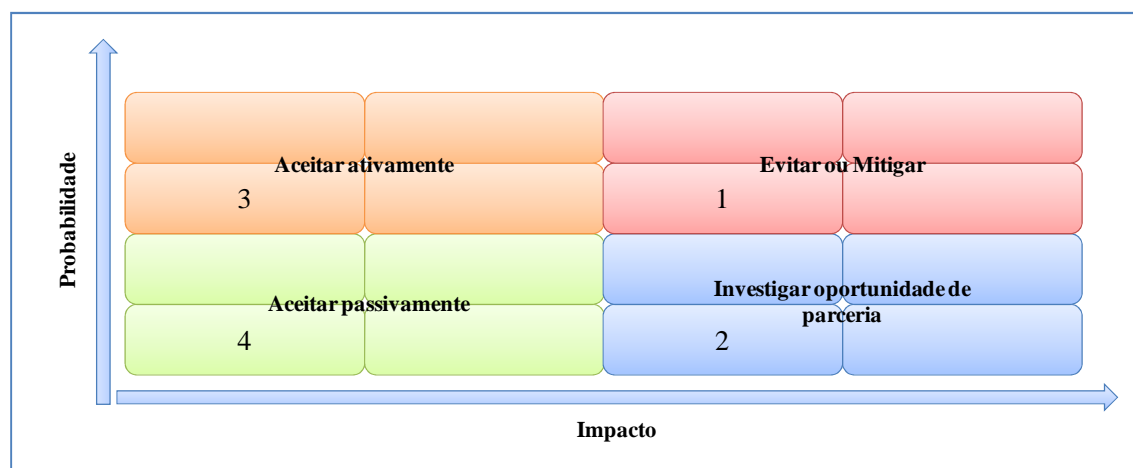 Probabilidade
Aceitar ativamente
3
Evitar ou Mitigar
1
Aceitar passivamente
4
Investigar oportunidade de
parceria
2
Impacto